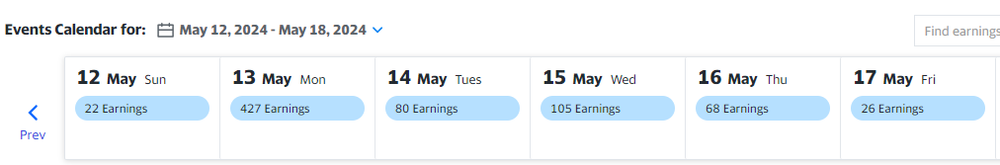 Events Calendar for: May 12, 2024 - May 18, 2024
Find earnings
12 May Sun
22 Earnings
13 May Mon
427 Earnings
14 May Tues
80 Earnings
15 May Wed
105 Earnings
16 May Thu
68 Earnings
17 May Fri
26 Earnings
Prev